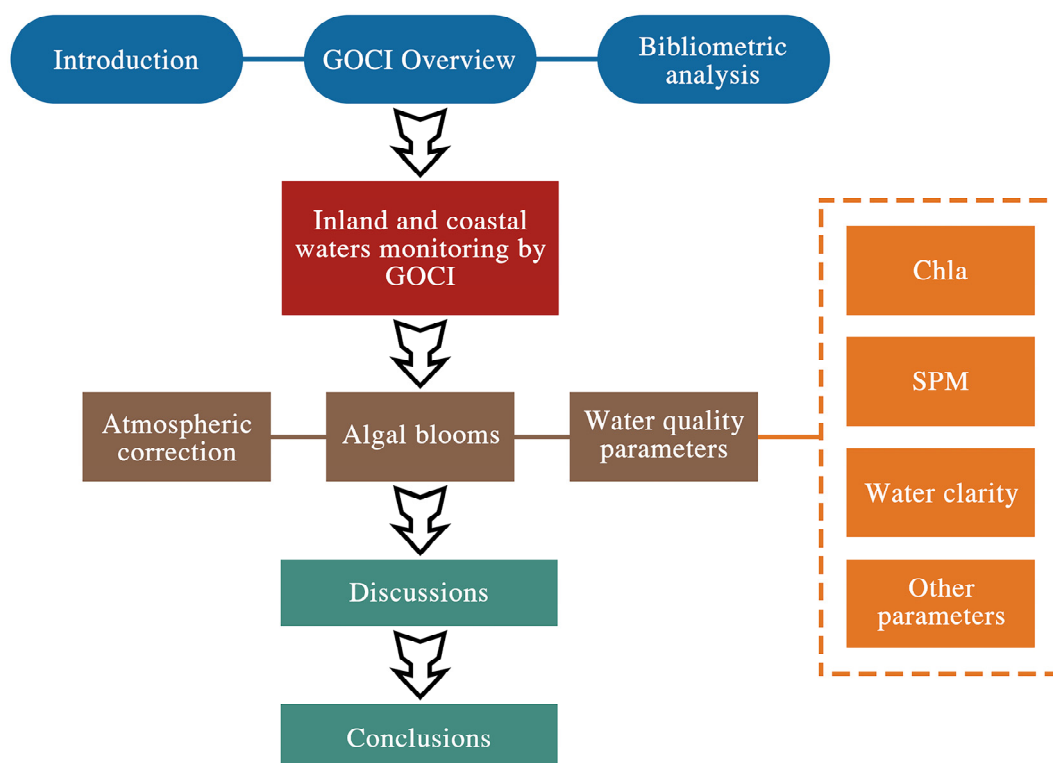 Introduction
GOCI Overview
Bibliometric
analysis
Inland and coastal
waters monitoring by
GOCI
Atmospheric
correction
Algal blooms
Water quality
parameters
Chla
SPM
Water clarity
Other
parameters
Discussions
Conclusions